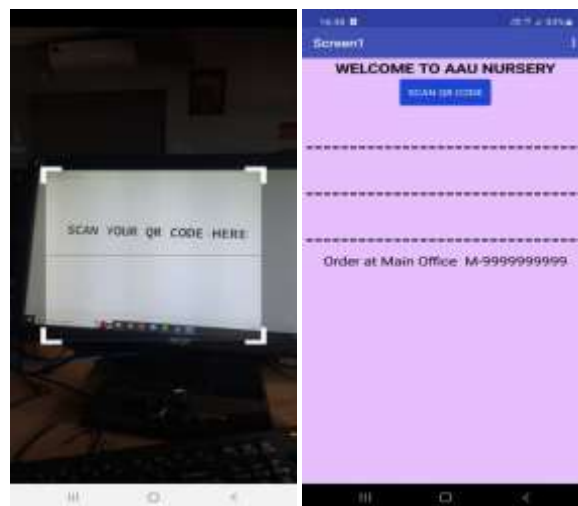 SCAN YOUR QR CODE HERE
Screen1
WELCOME TO AAU NURSERY
SCAN QR CODE
Order at Main Office M-9999999999